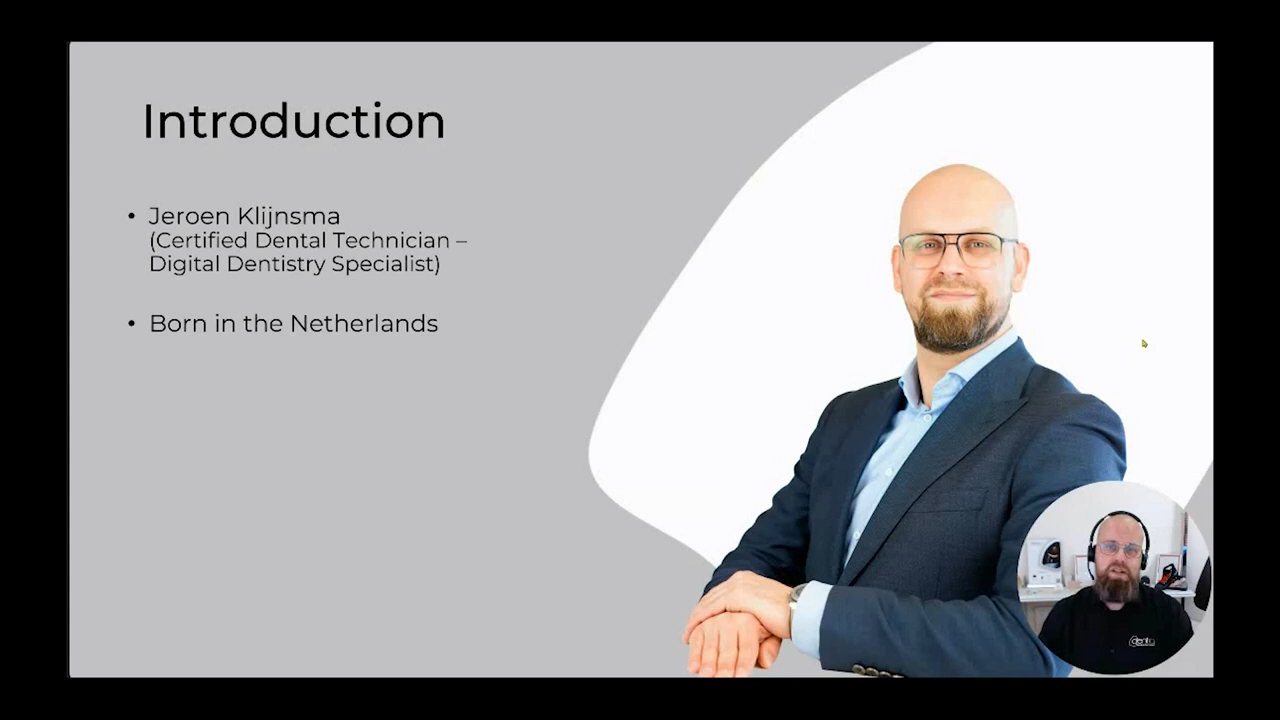 Introduction
• Jeroen Klijnsma
(Certified Dental Technician –
Digital Dentistry Specialist)
• Born in the Netherlands